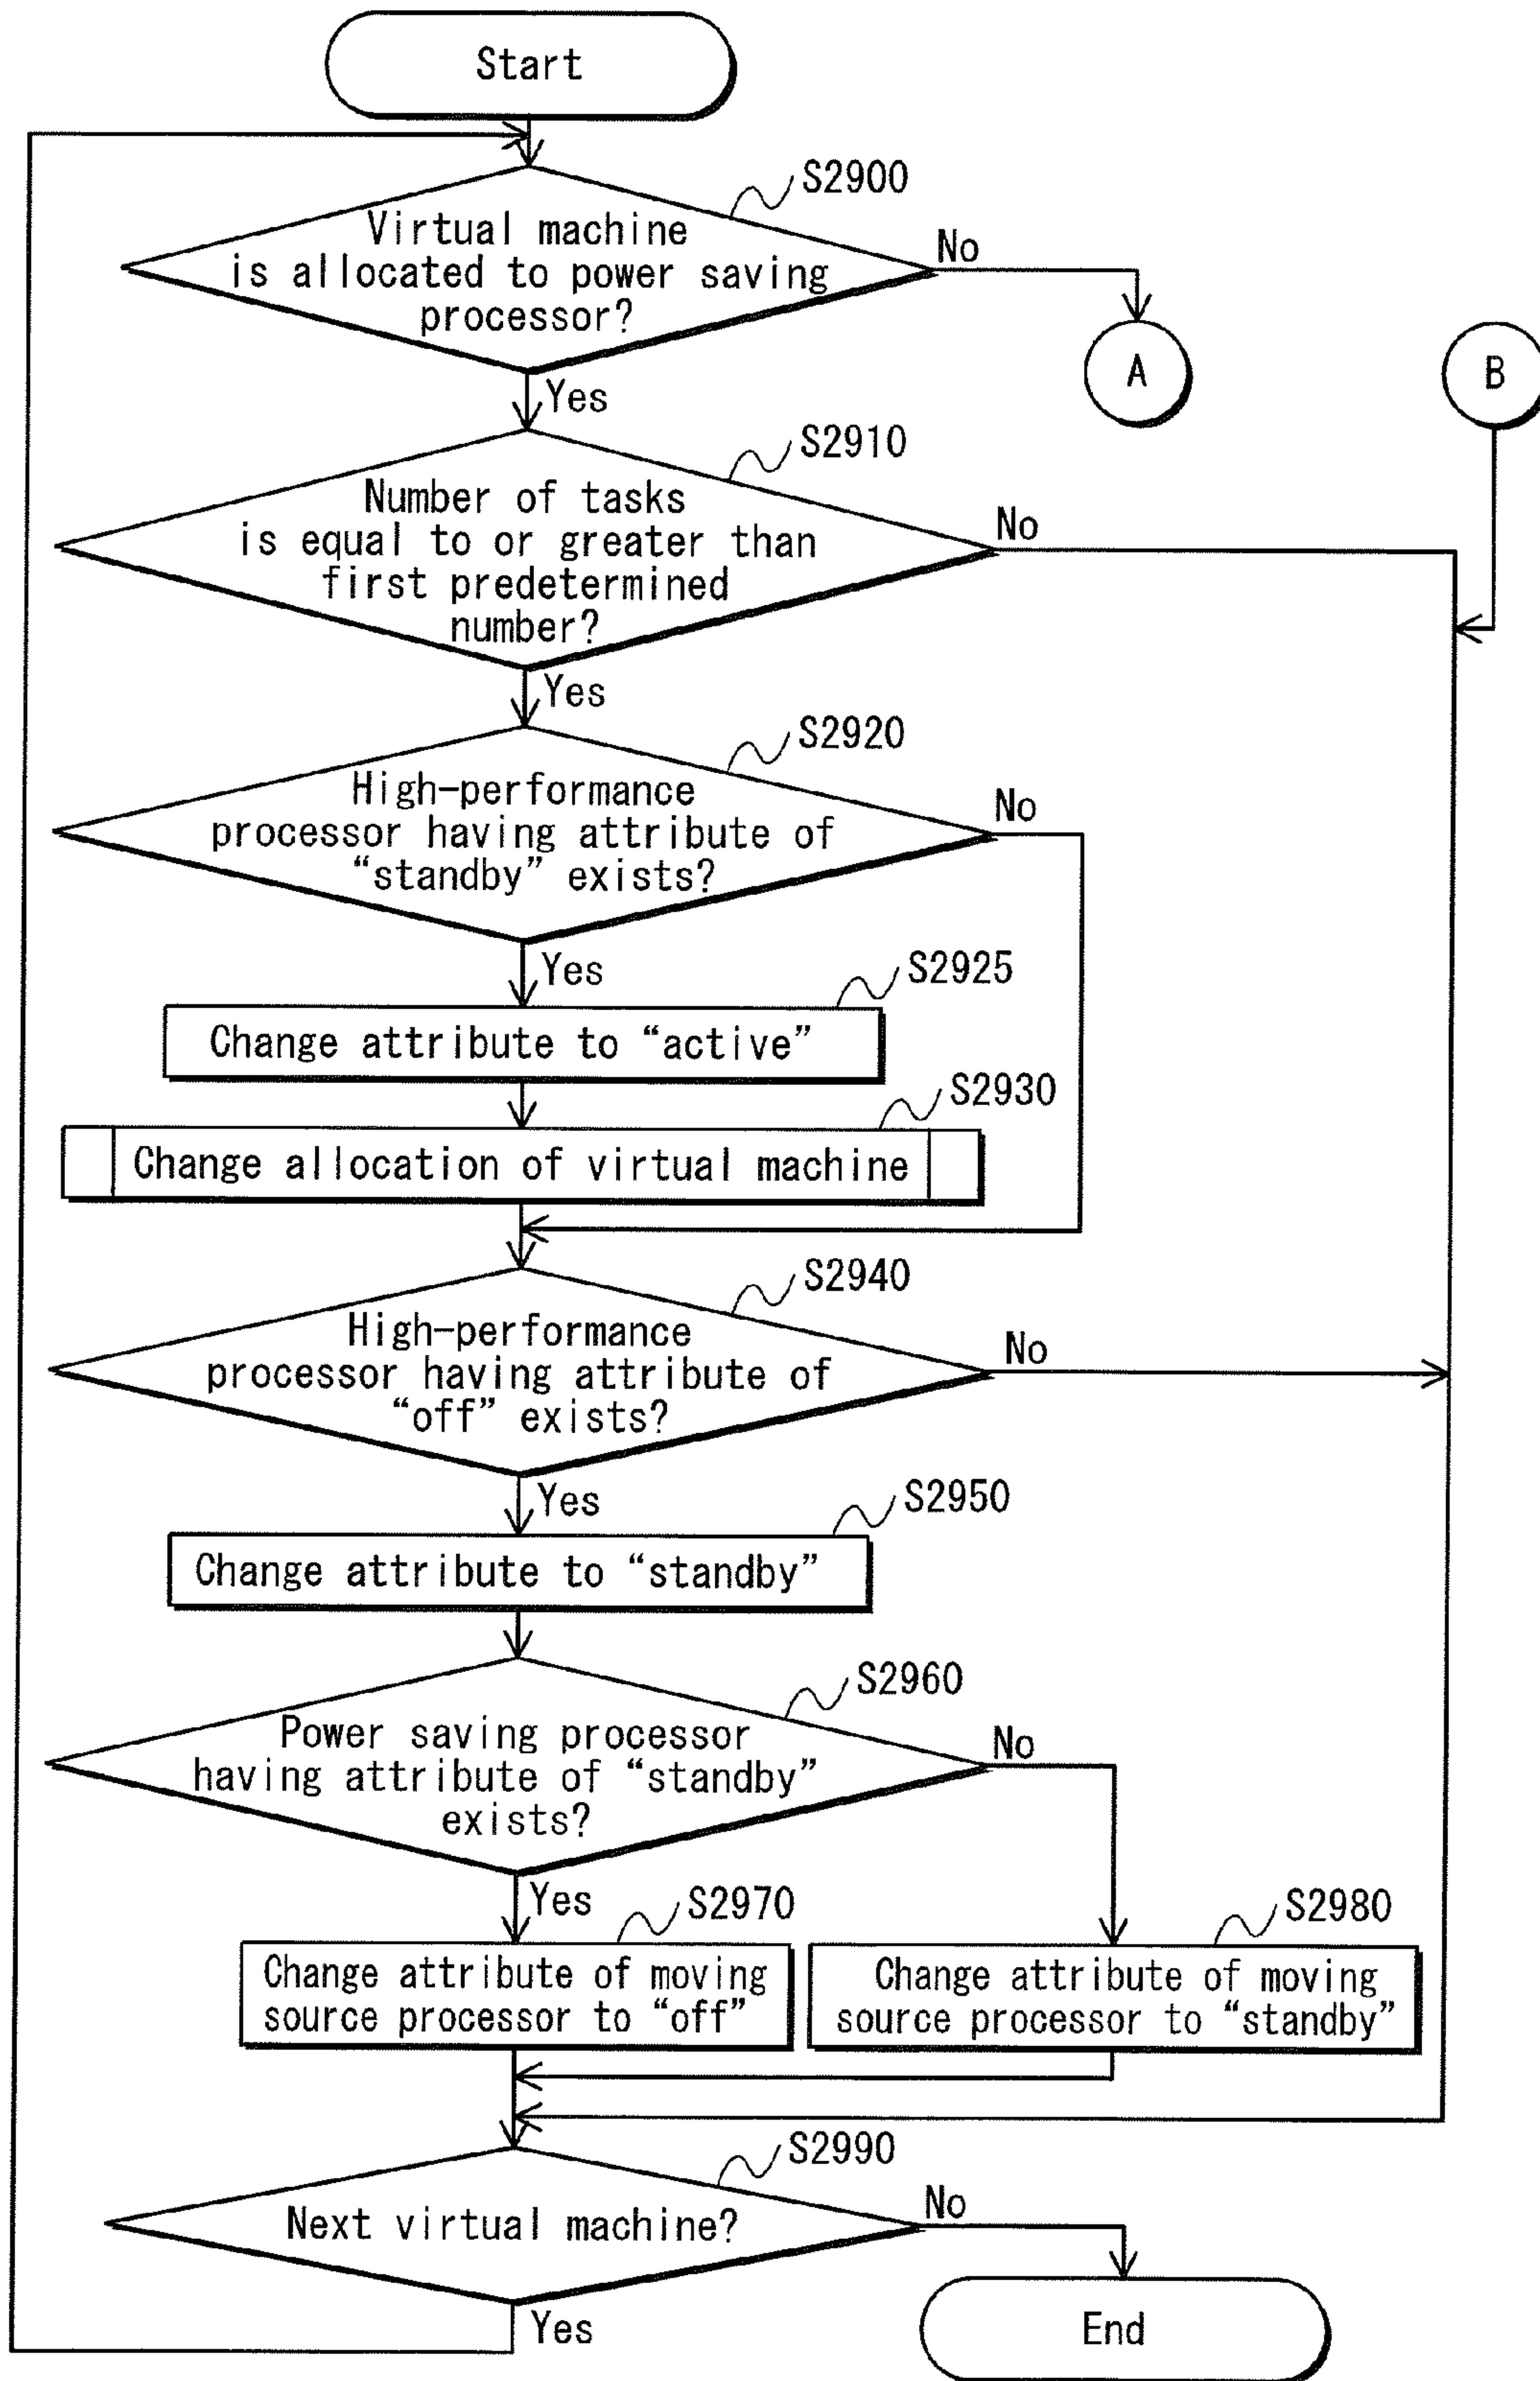 Start
S2900
Virtual machine
is allocated to power saving
processor?
No
A
B
Yes
S2910
Number of tasks
is equal to or greater than
first predetermined
number?
No
Yes
S2920
High-performance
processor having attribute of
“standby” exists?
No
Yes
S2925
Change attribute to “active”
S2930
Change allocation of virtual machine
S2940
High-performance
processor having attribute of
“off” exists?
No
Yes
S2950
Change attribute to “standby”
S2960
Power saving processor
having attribute of “standby”
exists?
No
Yes
S2970
Change attribute of moving
source processor to “off”
S2980
Change attribute of moving
source processor to “standby”
S2990
Next virtual machine?
No
Yes
End